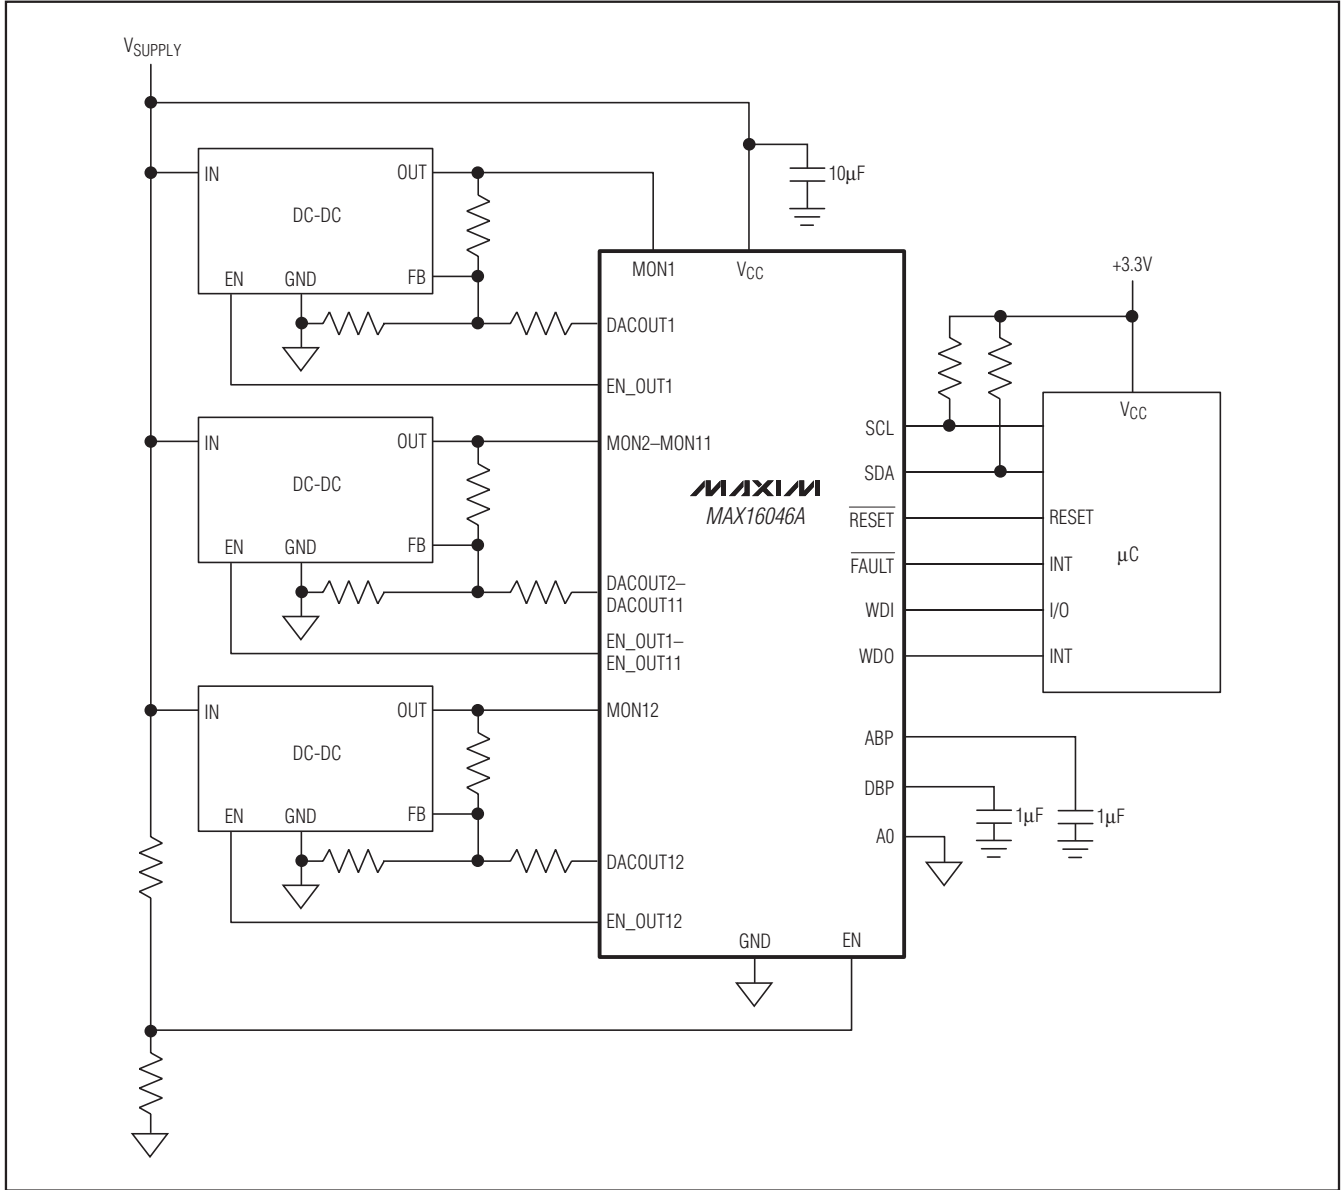 VSUPPLY
10µF
IN
OUT
DC-DC
EN
GND
FB
MON1
VCC
DACOUT1
EN_OUT1
+3.3V
VCC
IN
OUT
DC-DC
EN
GND
FB
MON2–MON11
DACOUT2–
DACOUT11
EN_OUT1–
EN_OUT11
MAXIM
MAX16046A
SCL
SDA
RESET
RESET
FAULT
INT
µC
WDI
I/O
WDO
INT
IN
OUT
DC-DC
EN
GND
FB
MON12
DACOUT12
EN_OUT12
ABP
DBP
1µF
1µF
A0
GND
EN